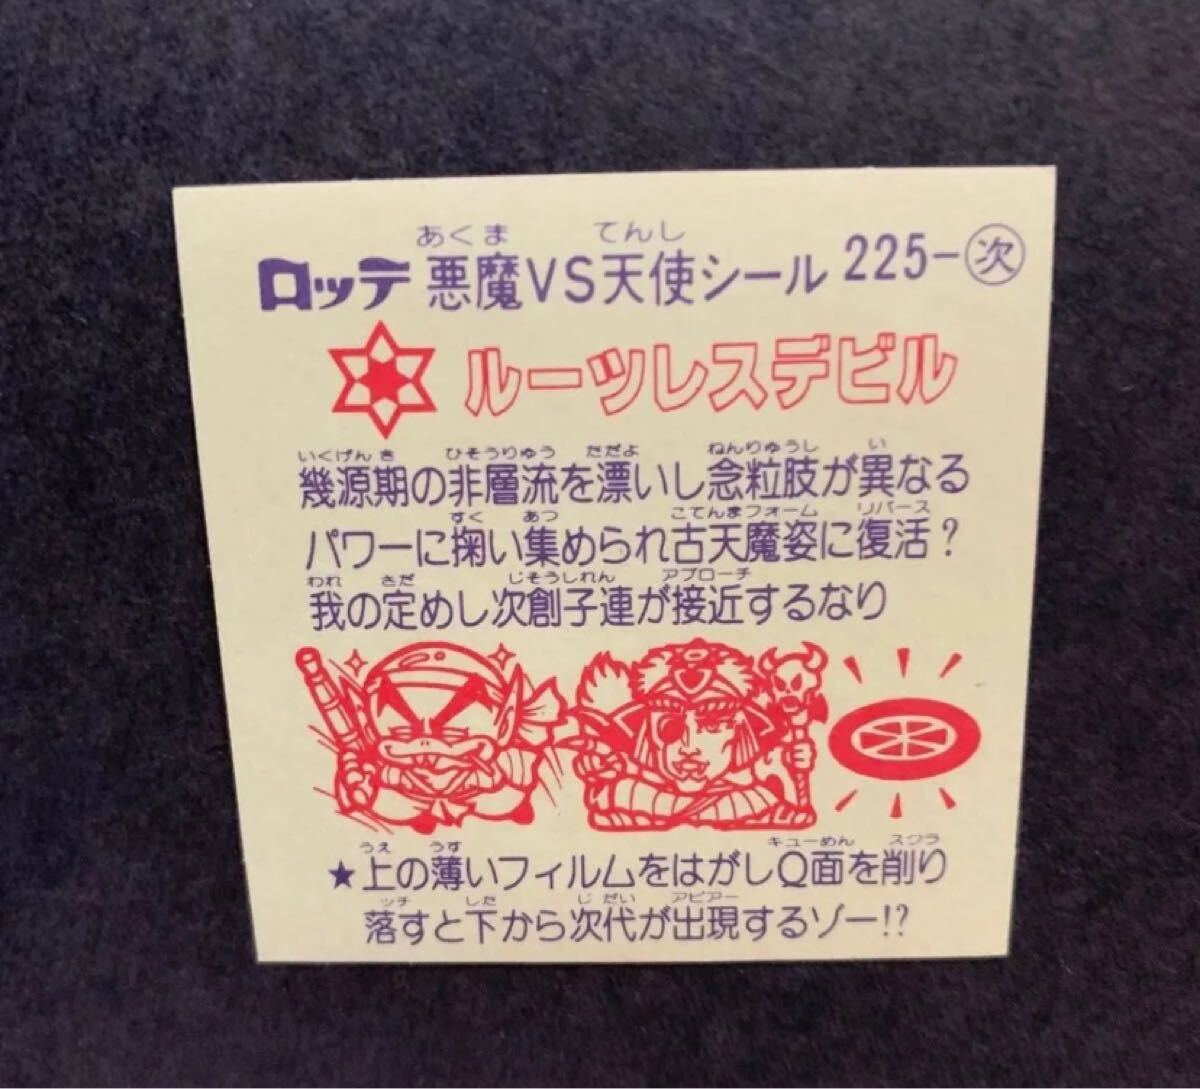 あくま てんし
ロッテ 悪魔VS天使シール 225-次
ルーツレスデビル
いくげんき ひそうりゅう ただよ ねんりゅうし い
幾源期の非層流を漂いし念粒肢が異なる
すく あつ こてんまフォーム リバース
パワーに掬い集められ古天魔姿に復活?
われ さだ じそうしれん アプローチ
我の定めし次創子連が接近するなり
うえ うす キューめん スクラ
★上の薄いフィルムをはがしQ面を削り
ッチ した じだい アピアー
落すと下から次代が出現するゾー!?